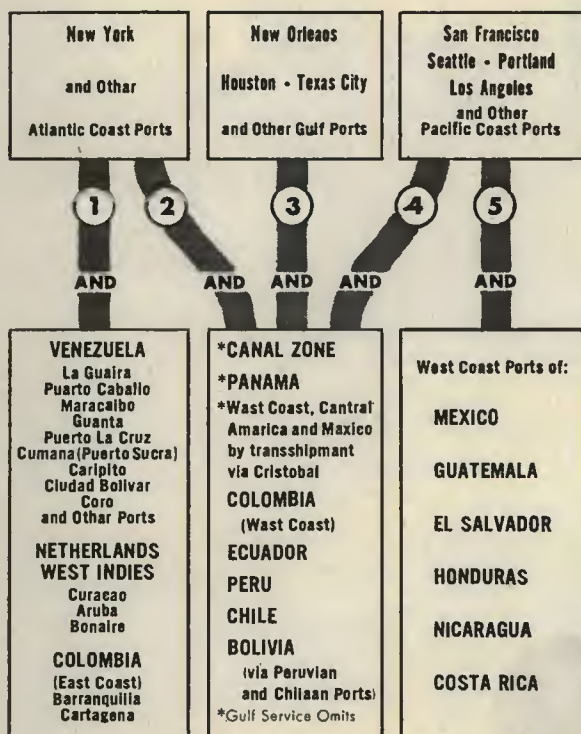 New York
and Othar
Atlantic Coast Ports
New Orleaos
Houston - Texas City
and Other Gulf Ports
San Francisco
Seattle - Portland
Los Angeles
and Other
Pacific Coast Ports
1
2
3
4
5
AND
AND
AND
AND
AND
VENEZUELA
La Guaira
Puarto Caballo
Maracaibo
Guanta
Puerto La Cruz
Cumana (Puarto Sucra)
Caripito
Ciudad Bolivar
Coro
and Othar Ports
NETHERLANDS
WEST INDIES
Curacao
Aruba
Bonaire
COLOMBIA
(East Coast)
Barranquilla
Cartagena
*CANAL ZONE
*PANAMA
*Wast Coast, Cantral
Amarica and Maxico
by transshipmant
via Cristobal
COLOMBIA
(West Coast)
ECUADOR
PERU
CHILE
BOLIVIA
(via Peruvian
and Chilaan Ports)
*Gulf Service Omits
Wast Coast Ports of:
MEXICO
GUATEMALA
EL SALVADOR
HONDURAS
NICARAGUA
COSTA RICA